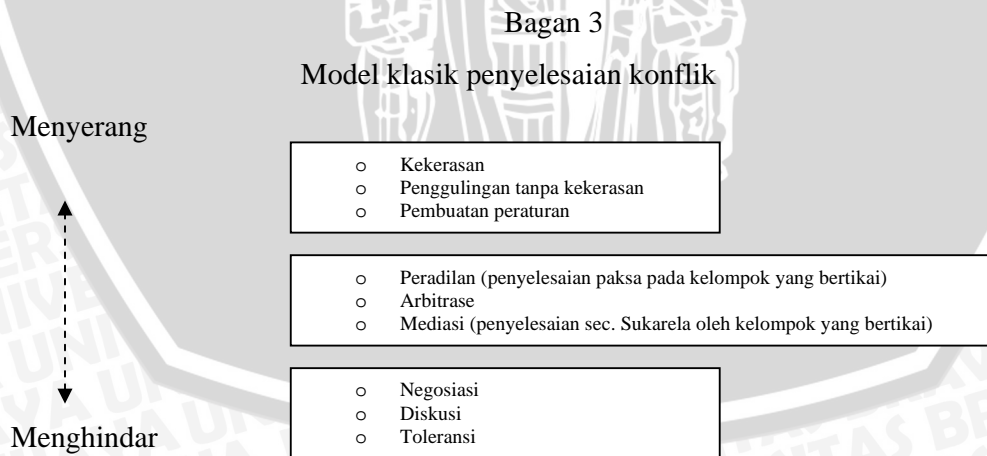 Bagan 3
Model klasik penyelesaian konflik
Menyerang
o Kekerasan
o Penggulingan tanpa kekerasan
o Pembuatan peraturan
o Peradilan (penyelesaian paksa pada kelompok yang bertikai)
o Arbitrase
o Mediasi (penyelesaian sec. Sukarela oleh kelompok yang bertikai)
o Negosiasi
o Diskusi
o Toleransi
Menghindar